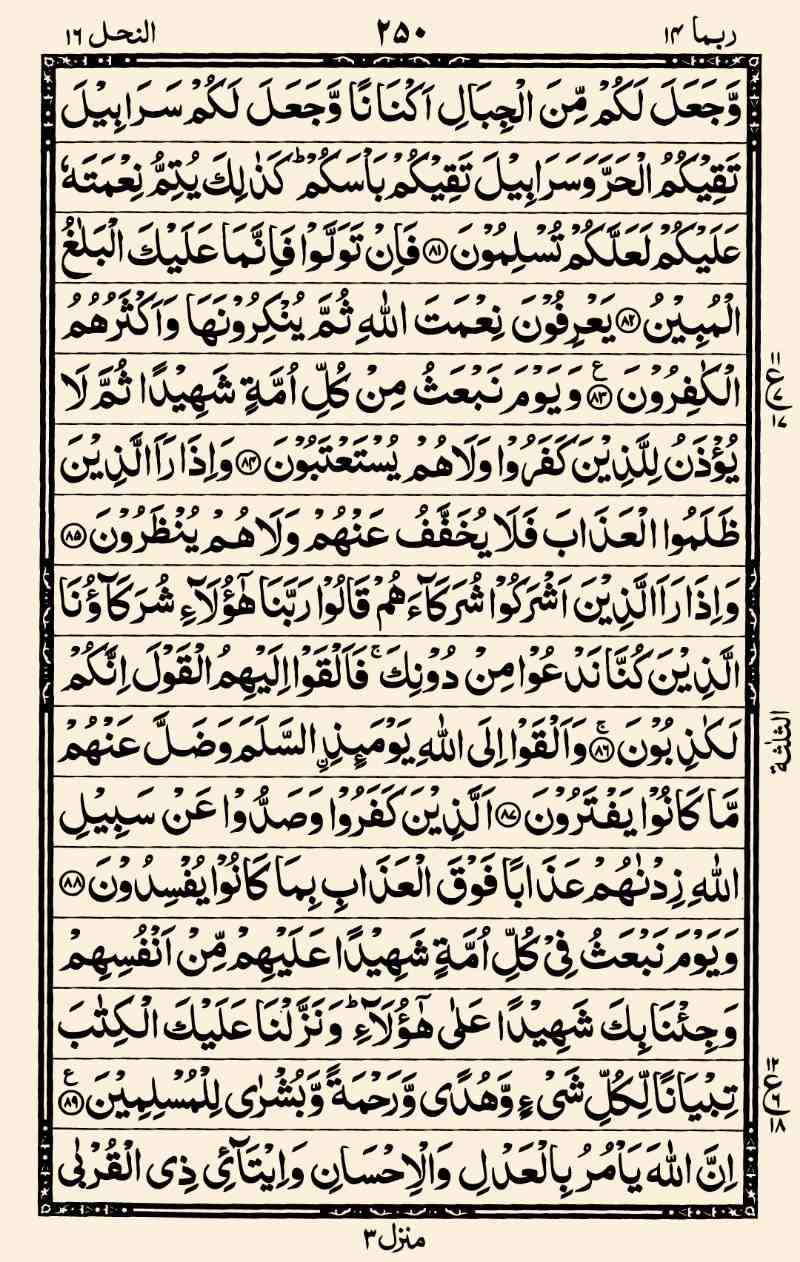 ربما ١٤ ٢٥٠ النحل ١٦
وَّجَعَلَ لَكُمْ مِّنَ الْجِبَالِ اَكْنَانًا وَّجَعَلَ لَكُمْ سَرَابِيْلَ
تَقِيْكُمُ الْحَرَّ وَسَرَابِيْلَ تَقِيْكُمْ بَاْسَكُمْ ؕ كَذٰلِكَ يُتِمُّ نِعْمَتَهٗ
عَلَيْكُمْ لَعَلَّكُمْ تُسْلِمُوْنَ ﴿٨١﴾ فَاِنْ تَوَلَّوْا فَاِنَّمَا عَلَيْكَ الْبَلٰغُ
الْمُبِيْنُ ﴿٨٢﴾ يَعْرِفُوْنَ نِعْمَتَ اللّٰهِ ثُمَّ يُنْكِرُوْنَهَا وَاَكْثَرُهُمُ
١١
الْكٰفِرُوْنَ ﴿٨٣﴾ ع وَيَوْمَ نَبْعَثُ مِنْ كُلِّ اُمَّةٍ شَهِيْدًا ثُمَّ لَا
ع ٧
١٧
يُؤْذَنُ لِلَّذِيْنَ كَفَرُوْا وَلَا هُمْ يُسْتَعْتَبُوْنَ ﴿٨٤﴾ وَاِذَا رَاَ الَّذِيْنَ
ظَلَمُوا الْعَذَابَ فَلَا يُخَفَّفُ عَنْهُمْ وَلَا هُمْ يُنْظَرُوْنَ ﴿٨٥﴾
وَاِذَا رَاَ الَّذِيْنَ اَشْرَكُوْا شُرَكَآءَهُمْ قَالُوْا رَبَّنَا هٰٓؤُلَآءِ شُرَكَآؤُنَا
الَّذِيْنَ كُنَّا نَدْعُوْا مِنْ دُوْنِكَ ۚ فَاَلْقَوْا اِلَيْهِمُ الْقَوْلَ اِنَّكُمْ
لَكٰذِبُوْنَ ﴿٨٦﴾ ۚ وَاَلْقَوْا اِلَى اللّٰهِ يَوْمَئِذِ ۨالسَّلَمَ وَضَلَّ عَنْهُمْ
الثلثة
مَّا كَانُوْا يَفْتَرُوْنَ ﴿٨٧﴾ اَلَّذِيْنَ كَفَرُوْا وَصَدُّوْا عَنْ سَبِيْلِ
اللّٰهِ زِدْنٰهُمْ عَذَابًا فَوْقَ الْعَذَابِ بِمَا كَانُوْا يُفْسِدُوْنَ ﴿٨٨﴾
وَيَوْمَ نَبْعَثُ فِيْ كُلِّ اُمَّةٍ شَهِيْدًا عَلَيْهِمْ مِّنْ اَنْفُسِهِمْ
وَجِئْنَا بِكَ شَهِيْدًا عَلٰى هٰٓؤُلَآءِ ؕ وَنَزَّلْنَا عَلَيْكَ الْكِتٰبَ
١٢
تِبْيَانًا لِّكُلِّ شَيْءٍ وَّهُدًى وَّرَحْمَةً وَّبُشْرٰى لِلْمُسْلِمِيْنَ ﴿٨٩﴾ ع
ع ٦
١٨
اِنَّ اللّٰهَ يَاْمُرُ بِالْعَدْلِ وَالْاِحْسَانِ وَاِيْتَآئِ ذِي الْقُرْبٰى
منزل ٣